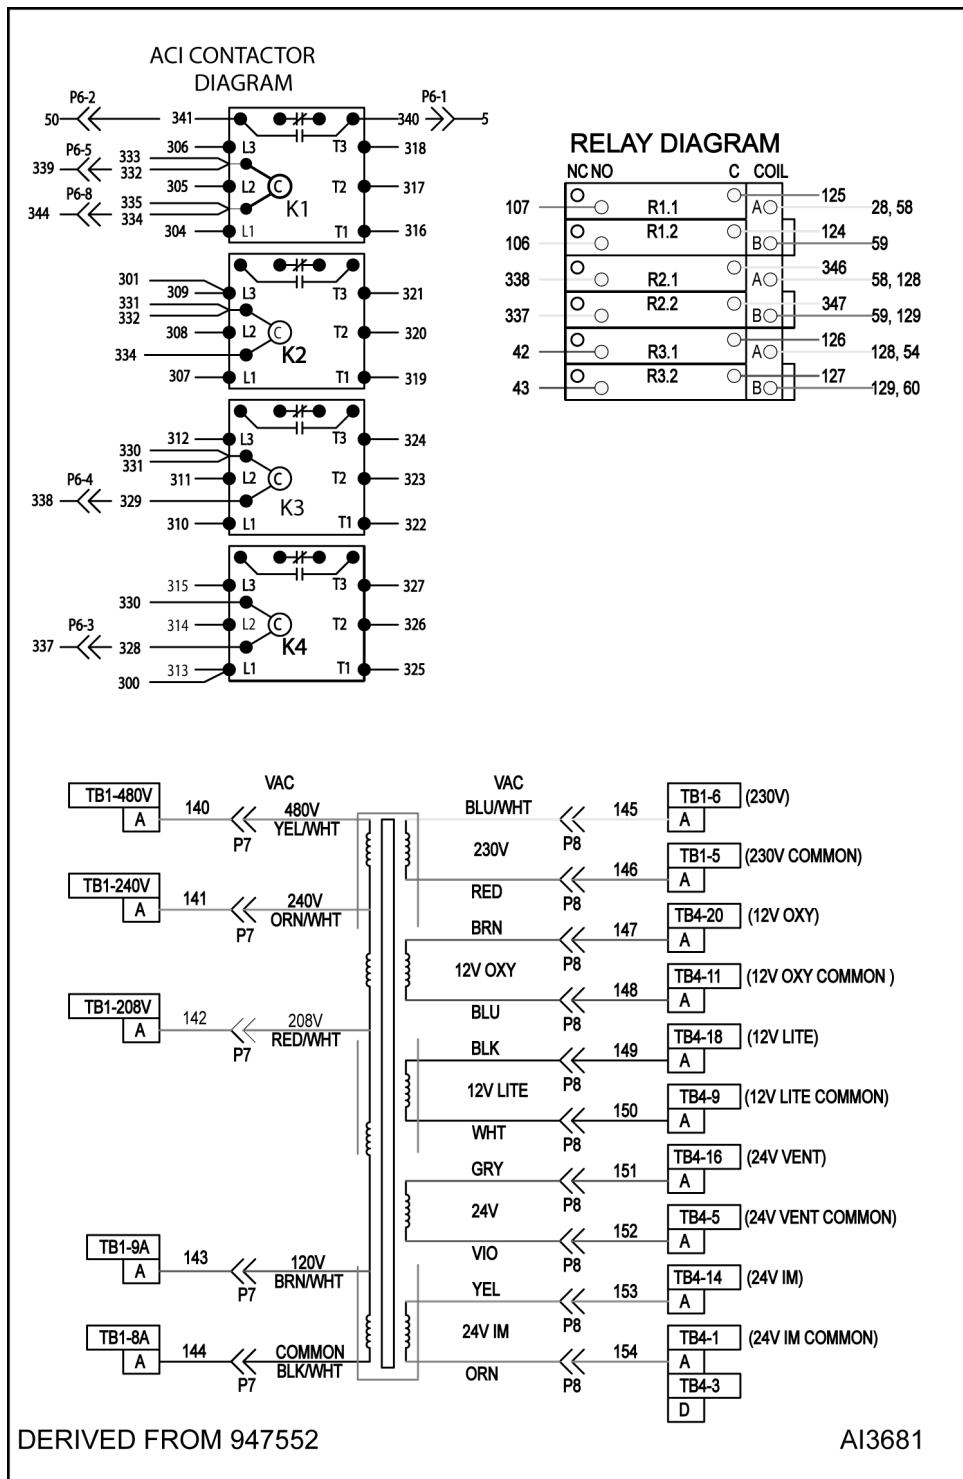 ACI CONTACTOR
DIAGRAM
P6-2
P6-1
50
341
340
5
306
L3
T3
318
P6-5
333
339
332
305
L2
C
T2
317
P6-8
335
K1
344
334
304
L1
T1
316
301
309
L3
T3
321
331
332
308
L2
C
T2
320
334
K2
307
L1
T1
319
312
L3
T3
324
330
331
311
L2
C
T2
323
P6-4
338
329
K3
310
L1
T1
322
315
L3
T3
327
330
314
L2
C
T2
326
P6-3
337
328
K4
313
L1
T1
325
300
RELAY DIAGRAM
NC NO C COIL
107 R1.1 125 A 28, 58
106 R1.2 124 B 59
338 R2.1 346 A 58, 128
337 R2.2 347 B 59, 129
42 R3.1 126 A 128, 54
43 R3.2 127 B 129, 60
VAC
TB1-480V
A
140
P7
480V
YEL/WHT
TB1-240V
A
141
P7
240V
ORN/WHT
TB1-208V
A
142
P7
208V
RED/WHT
TB1-9A
A
143
P7
120V
BRN/WHT
TB1-8A
A
144
P7
COMMON
BLK/WHT
VAC
BLU/WHT
P8
145
TB1-6 (230V)
A
230V
RED
P8
146
TB1-5 (230V COMMON)
A
BRN
P8
147
TB4-20 (12V OXY)
A
12V OXY
BLU
P8
148
TB4-11 (12V OXY COMMON )
A
BLK
P8
149
TB4-18 (12V LITE)
A
12V LITE
WHT
P8
150
TB4-9 (12V LITE COMMON)
A
GRY
P8
151
TB4-16 (24V VENT)
A
24V
VIO
P8
152
TB4-5 (24V VENT COMMON)
A
YEL
P8
153
TB4-14 (24V IM)
A
24V IM
ORN
P8
154
TB4-1 (24V IM COMMON)
A
TB4-3
D
DERIVED FROM 947552
AI3681